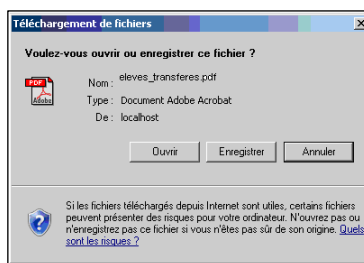 Téléchargement de fichiers
Voulez-vous ouvrir ou enregistrer ce fichier ?
PDF
Adobe
Nom : eleves_transferes.pdf
Type : Document Adobe Acrobat
De : localhost
Ouvrir
Enregistrer
Annuler
Si les fichiers téléchargés depuis Internet sont utiles, certains fichiers
peuvent présenter des risques pour votre ordinateur. N'ouvrez pas ou
n'enregistrez pas ce fichier si vous n'êtes pas sûr de son origine. Quels
sont les risques ?